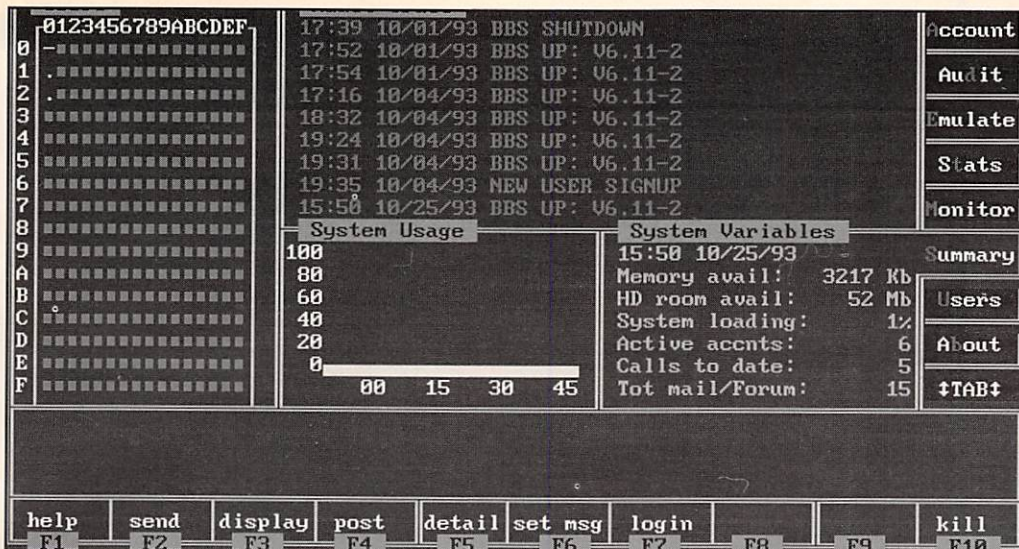 0123456789ABCDEF
0
1
2
3
4
5
6
7
8
9
A
B
C
D
E
F
17:39 10/01/93 BBS SHUTDOWN
17:52 10/01/93 BBS UP: V6.11-2
17:54 10/01/93 BBS UP: V6.11-2
17:16 10/04/93 BBS UP: V6.11-2
18:32 10/04/93 BBS UP: V6.11-2
19:24 10/04/93 BBS UP: V6.11-2
19:31 10/04/93 BBS UP: V6.11-2
19:35 10/04/93 NEW USER SIGNUP
15:50 10/25/93 BBS UP: V6.11-2
System Usage
100
80
60
40
20
0
00 15 30 45
System Variables
15:50 10/25/93
Memory avail: 3217 Kb
HD room avail: 52 Mb
System loading: 1%
Active accnts: 6
Calls to date: 5
Tot mail/Forum: 15
Account
Audit
Emulate
Stats
Monitor
Summary
Users
About
↕TAB↕
help send display post detail set msg login kill
F1 F2 F3 F4 F5 F6 F7 F8 F9 F10